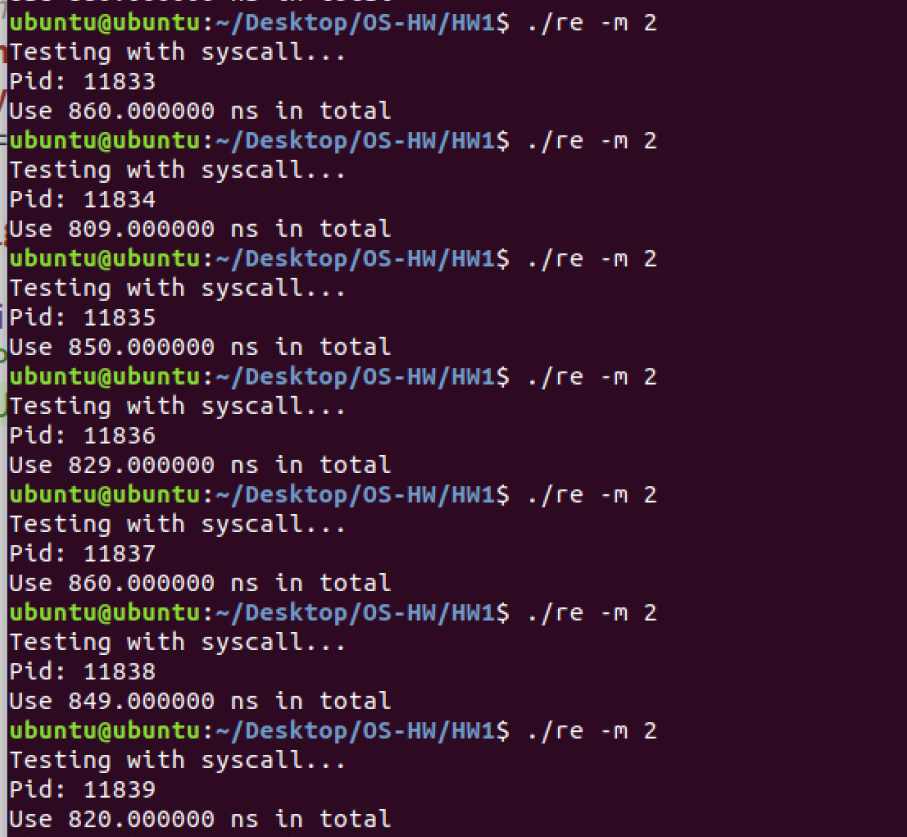 ubuntu@ubuntu:~/Desktop/OS-HW/HW1$ ./re -m 2
Testing with syscall...
Pid: 11833
Use 860.000000 ns in total
ubuntu@ubuntu:~/Desktop/OS-HW/HW1$ ./re -m 2
Testing with syscall...
Pid: 11834
Use 809.000000 ns in total
ubuntu@ubuntu:~/Desktop/OS-HW/HW1$ ./re -m 2
Testing with syscall...
Pid: 11835
Use 850.000000 ns in total
ubuntu@ubuntu:~/Desktop/OS-HW/HW1$ ./re -m 2
Testing with syscall...
Pid: 11836
Use 829.000000 ns in total
ubuntu@ubuntu:~/Desktop/OS-HW/HW1$ ./re -m 2
Testing with syscall...
Pid: 11837
Use 860.000000 ns in total
ubuntu@ubuntu:~/Desktop/OS-HW/HW1$ ./re -m 2
Testing with syscall...
Pid: 11838
Use 849.000000 ns in total
ubuntu@ubuntu:~/Desktop/OS-HW/HW1$ ./re -m 2
Testing with syscall...
Pid: 11839
Use 820.000000 ns in total